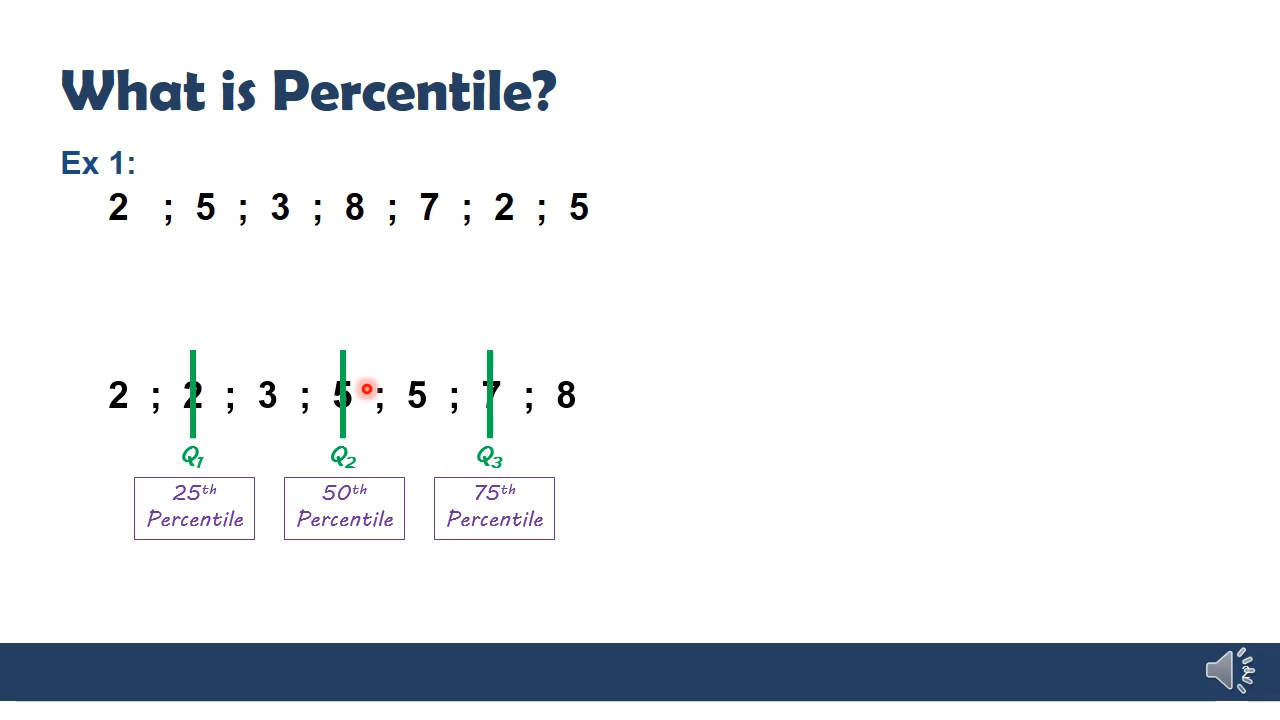 What is Percentile?
Ex 1:
2 ; 5 ; 3 ; 8 ; 7 ; 2 ; 5
2 ; 2 ; 3 ; 5 ; 5 ; 7 ; 8
Q1 Q2 Q3
25th 50th 75th
Percentile Percentile Percentile